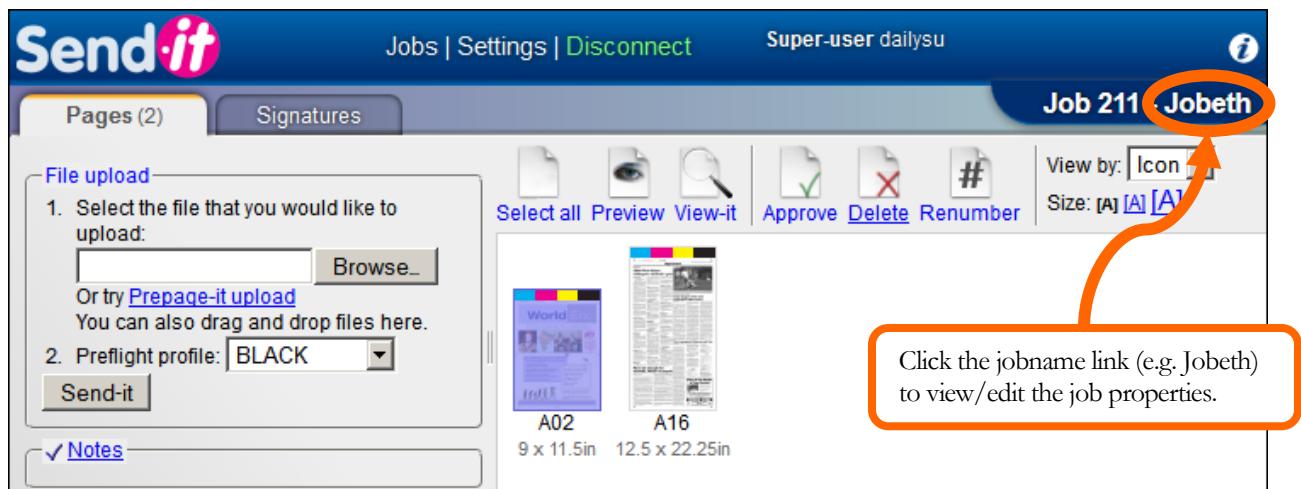 Send-it
Jobs | Settings | Disconnect
Super-user dailysu
i
Pages (2)
Signatures
Job 211 - Jobeth
File upload
1. Select the file that you would like to
upload:
Browse...
Or try Prepage-it upload
You can also drag and drop files here.
2. Preflight profile: BLACK
Send-it
✓ Notes
Select all Preview View-it Approve Delete # Renumber
View by: Icon
Size: [A] [A] [A]
World
A02
9 x 11.5in
A16
12.5 x 22.25in
Click the jobname link (e.g. Jobeth)
to view/edit the job properties.